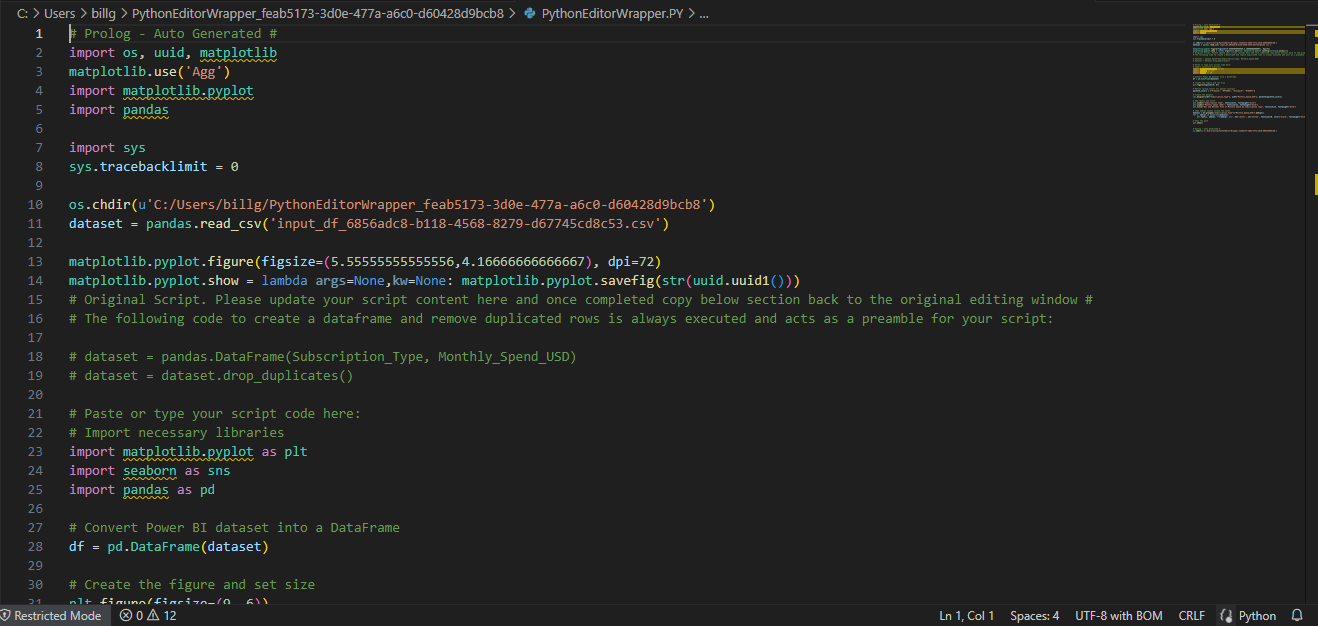 C: > Users > billg > PythonEditorWrapper_feab5173-3d0e-477a-a6c0-d60428d9bcb8 > PythonEditorWrapper.PY > ...
1 # Prolog - Auto Generated #
2 import os, uuid, matplotlib
3 matplotlib.use('Agg')
4 import matplotlib.pyplot
5 import pandas
6
7 import sys
8 sys.tracebacklimit = 0
9
10 os.chdir(u'C:/Users/billg/PythonEditorWrapper_feab5173-3d0e-477a-a6c0-d60428d9bcb8')
11 dataset = pandas.read_csv('input_df_6856adc8-b118-4568-8279-d67745cd8c53.csv')
12
13 matplotlib.pyplot.figure(figsize=(5.55555555555556,4.16666666666667), dpi=72)
14 matplotlib.pyplot.show = lambda args=None,kw=None: matplotlib.pyplot.savefig(str(uuid.uuid1()))
15 # Original Script. Please update your script content here and once completed copy below section back to the original editing window #
16 # The following code to create a dataframe and remove duplicated rows is always executed and acts as a preamble for your script:
17
18 # dataset = pandas.DataFrame(Subscription_Type, Monthly_Spend_USD)
19 # dataset = dataset.drop_duplicates()
20
21 # Paste or type your script code here:
22 # Import necessary libraries
23 import matplotlib.pyplot as plt
24 import seaborn as sns
25 import pandas as pd
26
27 # Convert Power BI dataset into a DataFrame
28 df = pd.DataFrame(dataset)
29
30 # Create the figure and set size
31 plt.figure(figsize=(9, 6))
Restricted Mode 0 12 Ln 1, Col 1 Spaces: 4 UTF-8 with BOM CRLF Python